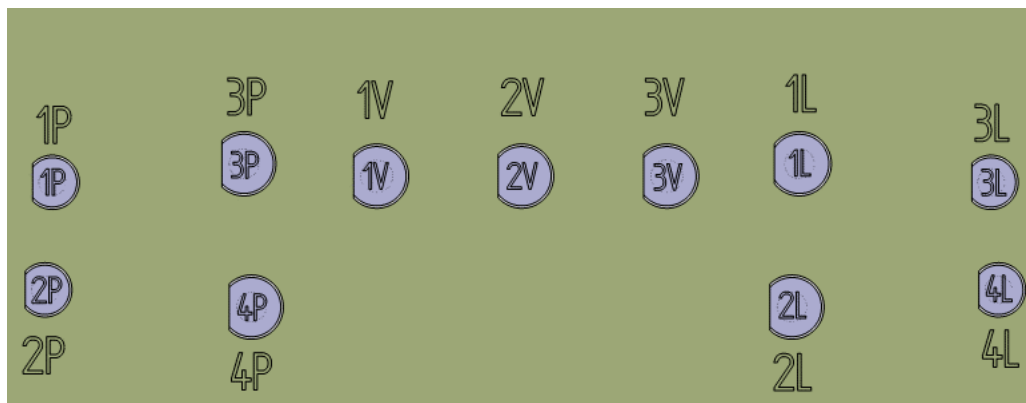 3P 1V 2V 3V 1L
1P 3L
1P 3P 1V 2V 3V 1L 3L
2P 4P 2L 4L
2P 4P 2L 4L